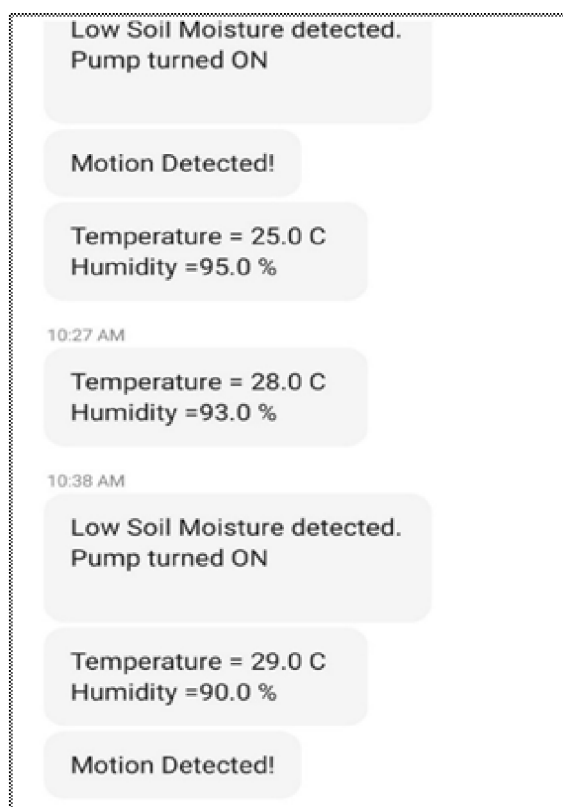 Low Soil Moisture detected.
Pump turned ON
Motion Detected!
Temperature = 25.0 C
Humidity =95.0 %
10:27 AM
Temperature = 28.0 C
Humidity =93.0 %
10:38 AM
Low Soil Moisture detected.
Pump turned ON
Temperature = 29.0 C
Humidity =90.0 %
Motion Detected!